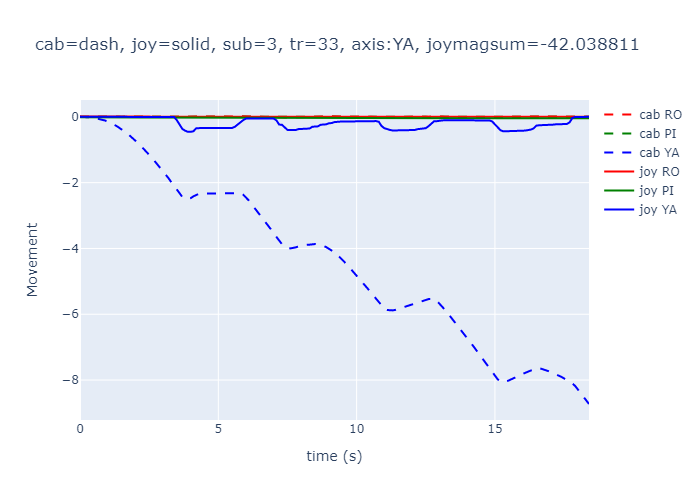 cab=dash, joy=solid, sub=3, tr=33, axis:YA, joymagsum=-42.038811
cab RO
cab PI
cab YA
joy RO
joy PI
joy YA
0
−2
−4
−6
−8
Movement
0 5 10 15
time (s)